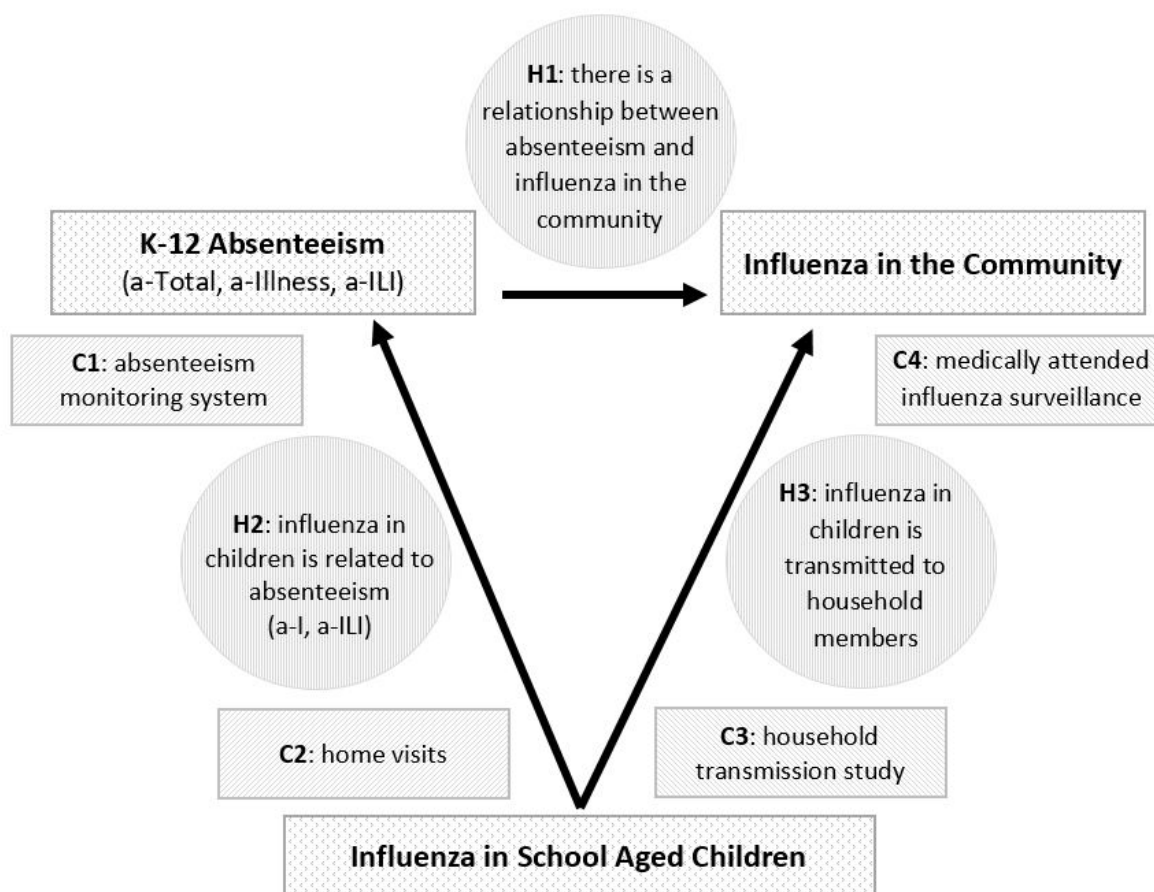 H1: there is a
relationship between
absenteeism and
influenza in the
community
K-12 Absenteeism
(a-Total, a-Illness, a-ILI)
Influenza in the Community
C1: absenteeism
monitoring system
C4: medically attended
influenza surveillance
H2: influenza in
children is related to
absenteeism
(a-I, a-ILI)
H3: influenza in
children is
transmitted to
household
members
C2: home visits
C3: household
transmission study
Influenza in School Aged Children